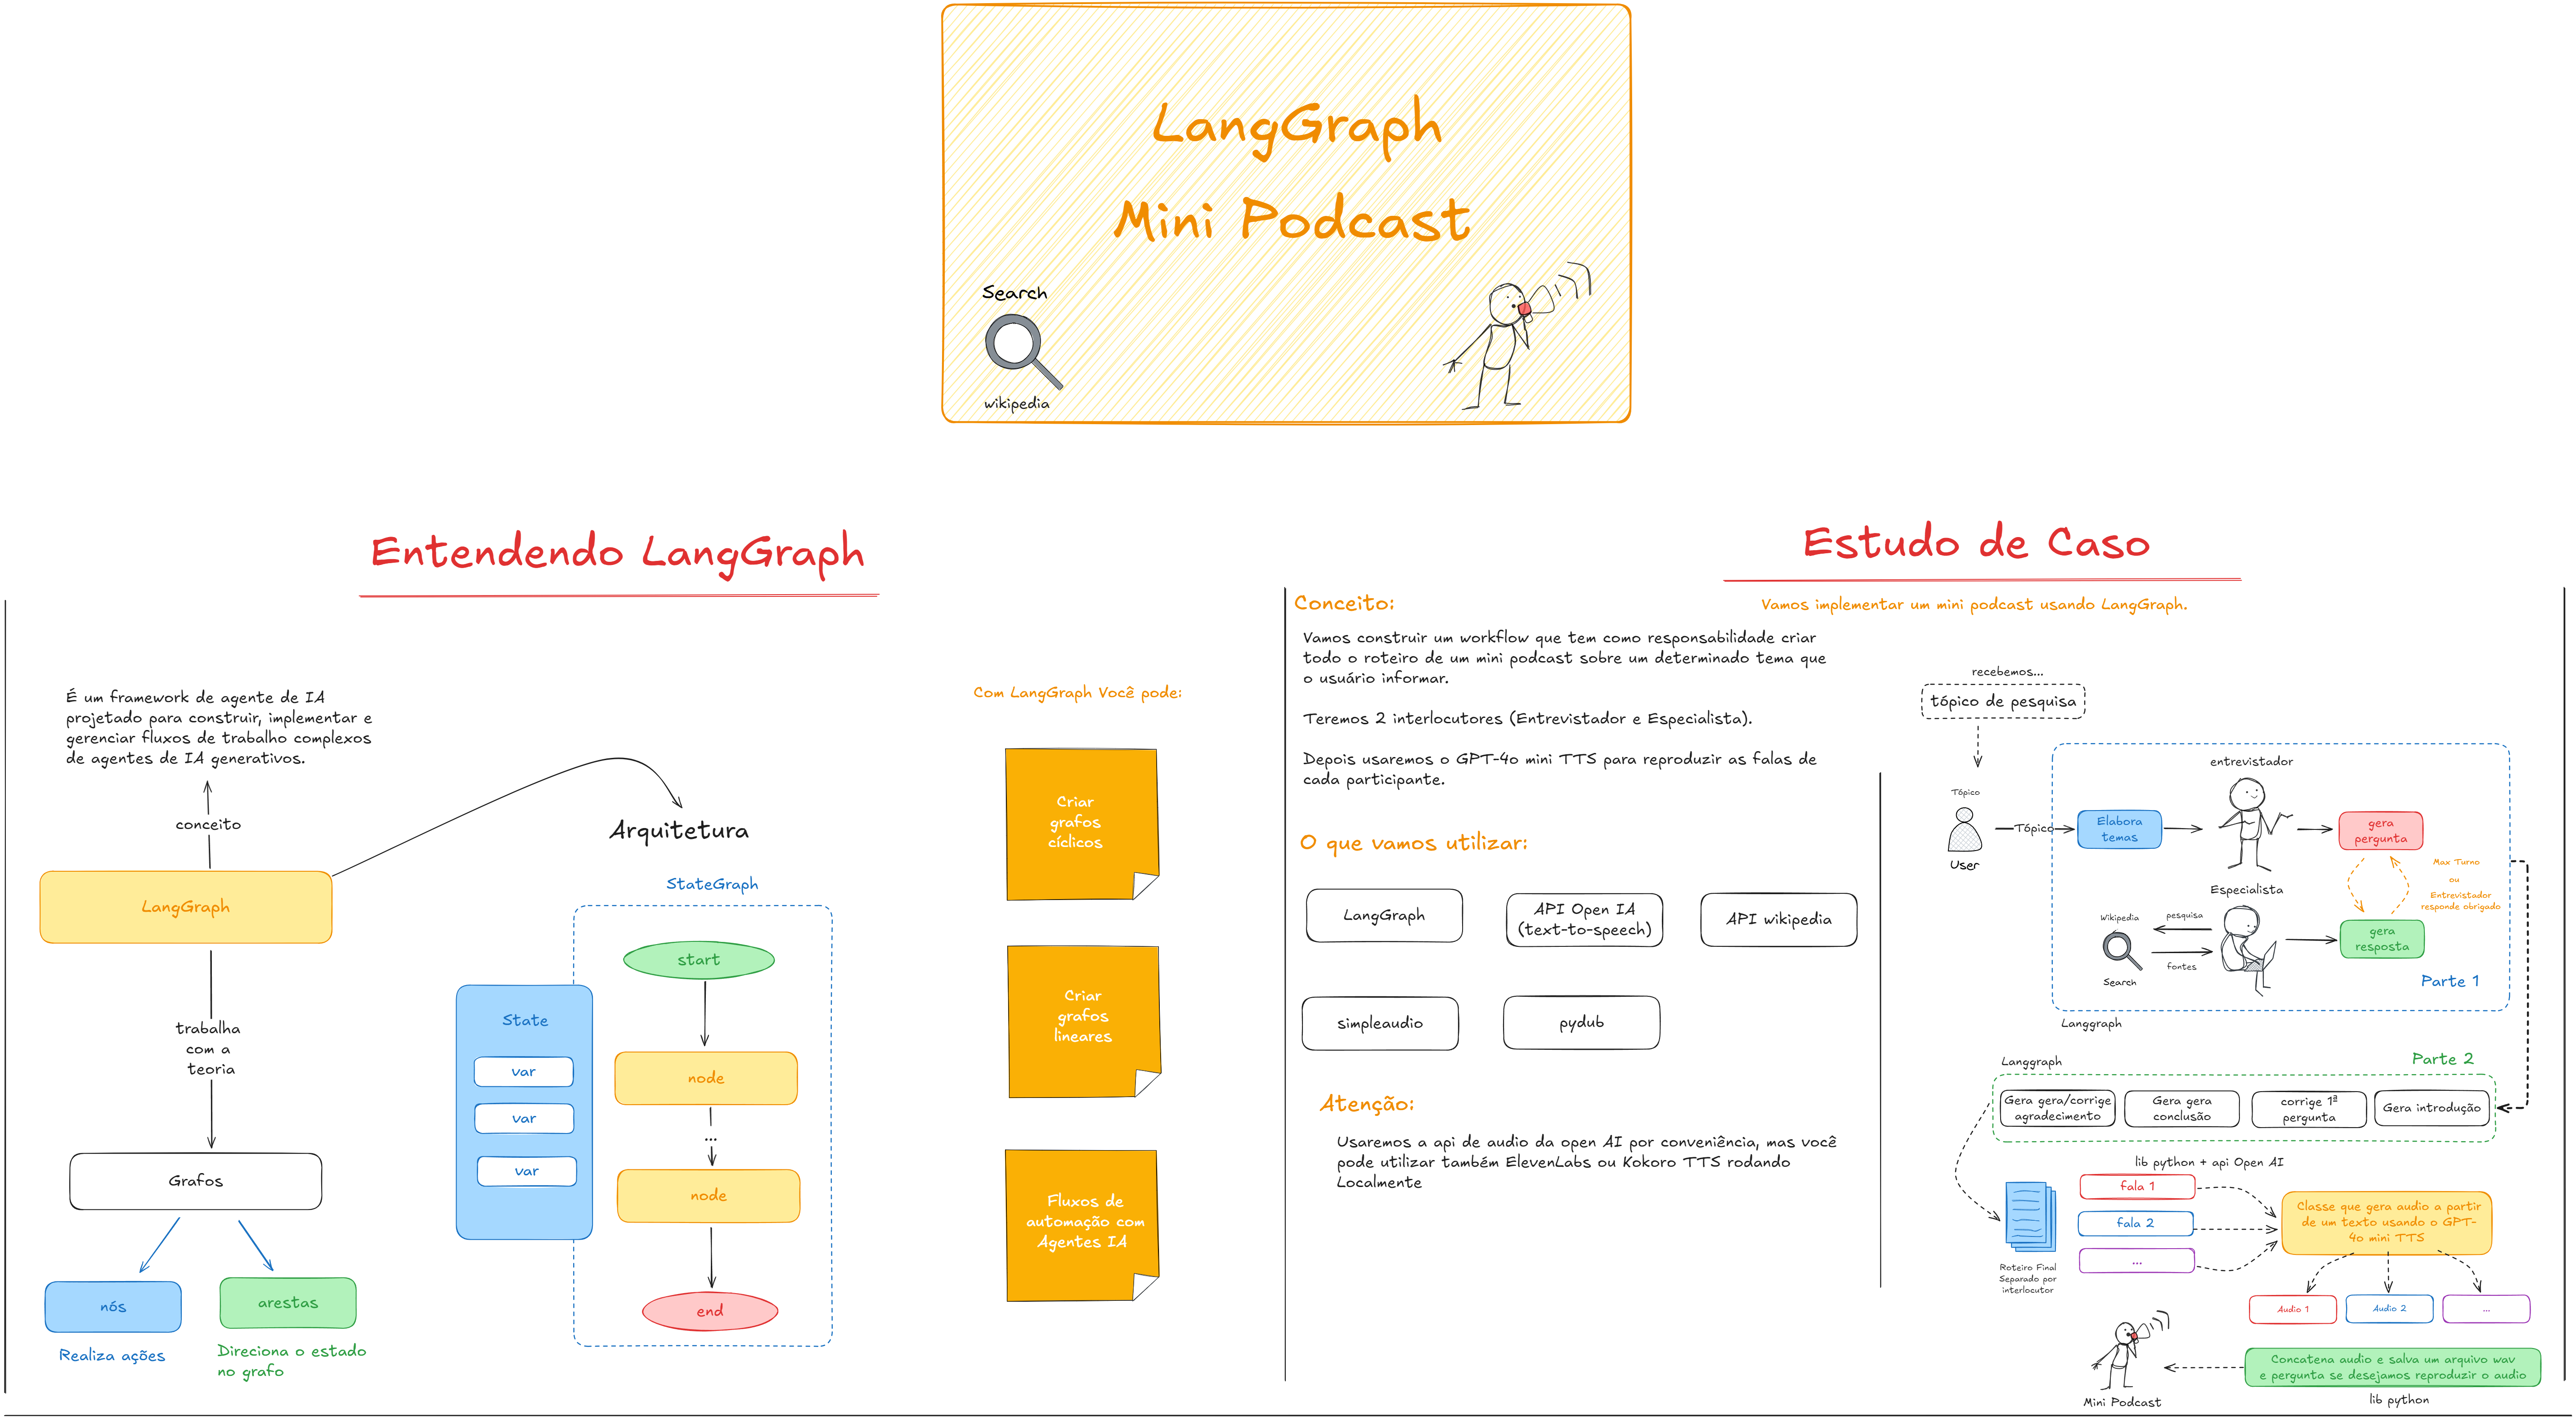 LangGraph
Mini Podcast
Search
wikipedia
Entendendo LangGraph
É um framework de agente de IA
projetado para construir, implementar e
gerenciar fluxos de trabalho complexos
de agentes de IA generativos.
conceito
LangGraph
trabalha
com a
teoria
Grafos
nós
arestas
Realiza ações
Direciona o estado
no grafo
Arquitetura
StateGraph
start
State
var
var
var
node
...
node
end
Com LangGraph Você pode:
Criar
grafos
cíclicos
Criar
grafos
lineares
Fluxos de
automação com
Agentes IA
Estudo de Caso
Vamos implementar um mini podcast usando LangGraph.
Conceito:
Vamos construir um workflow que tem como responsabilidade criar
todo o roteiro de um mini podcast sobre um determinado tema que
o usuário informar.
Teremos 2 interlocutores (Entrevistador e Especialista).
Depois usaremos o GPT-4o mini TTS para reproduzir as falas de
cada participante.
O que vamos utilizar:
LangGraph
API Open IA
(text-to-speech)
API wikipedia
simpleaudio
pydub
Atenção:
Usaremos a api de audio da open AI por conveniência, mas você
pode utilizar também ElevenLabs ou Kokoro TTS rodando
Localmente
recebemos...
tópico de pesquisa
Tópico
User
Tópico
Elabora
temas
entrevistador
gera
pergunta
Max Turno
ou
Entrevistador
responde obrigado
Especialista
Wikipedia
pesquisa
fontes
Search
gera
resposta
Parte 1
Langgraph
Parte 2
Langgraph
Gera gera/corrige
agradecimento
Gera gera
conclusão
corrige 1ª
pergunta
Gera introdução
lib python + api Open AI
fala 1
fala 2
...
Roteiro Final
Separado por
interlocutor
Classe que gera audio a partir
de um texto usando o GPT-
4o mini TTS
Audio 1
Audio 2
...
Concatena audio e salva um arquivo wav
e pergunta se desejamos reproduzir o audio
lib python
Mini Podcast